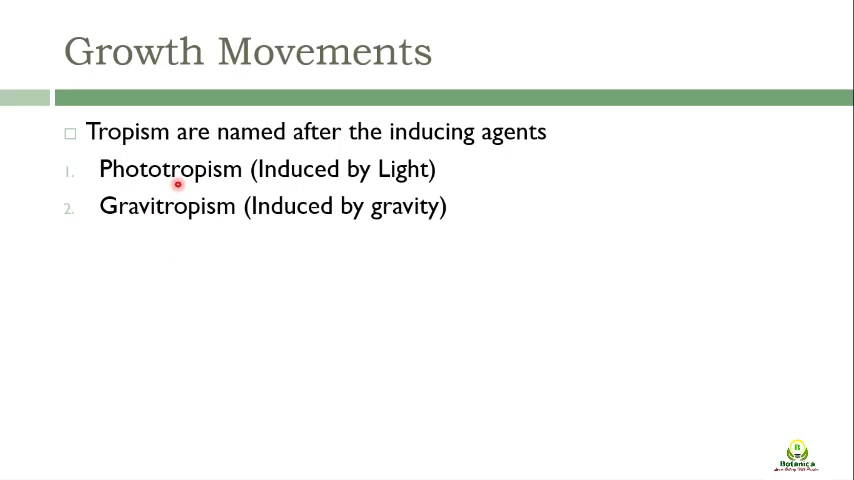 Growth Movements
Tropism are named after the inducing agents
1. Phototropism (Induced by Light)
2. Gravitropism (Induced by gravity)
Botanica